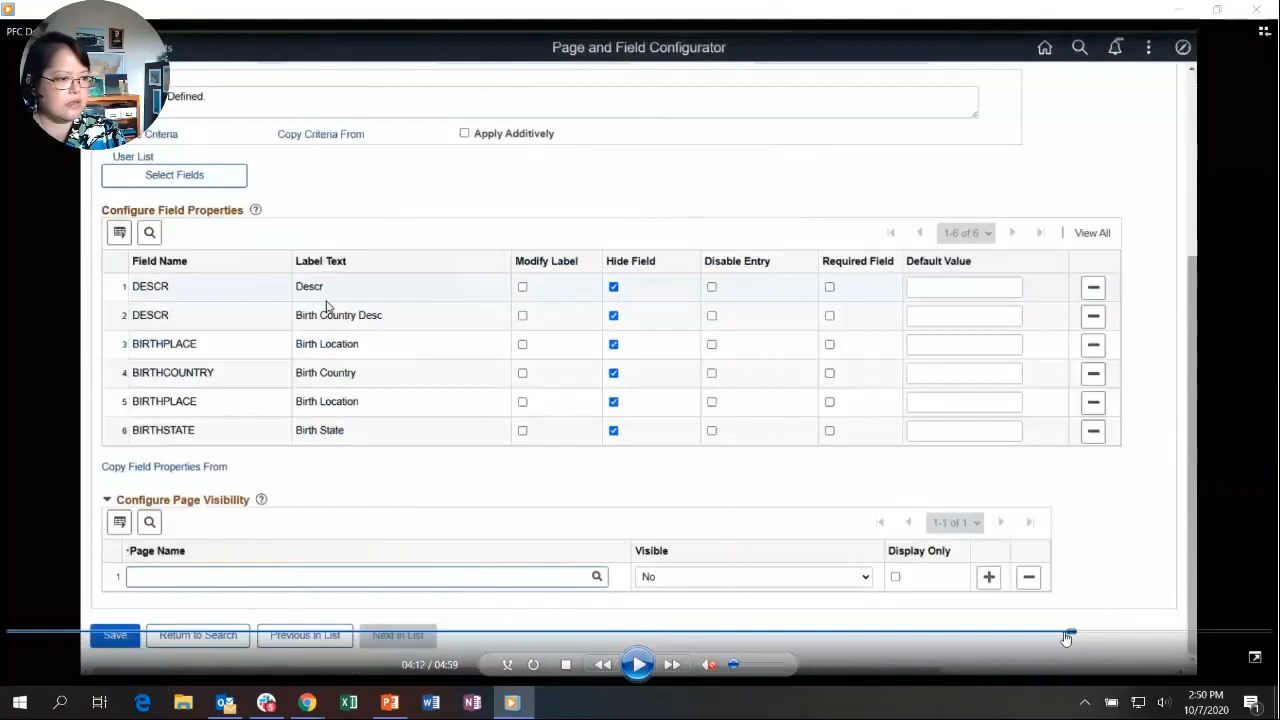 PFC D
ts
Page and Field Configurator
Defined.
Criteria
Copy Criteria From
Apply Additively
User List
Select Fields
Configure Field Properties
1-6 of 6
View All
Field Name Label Text Modify Label Hide Field Disable Entry Required Field Default Value
1 DESCR Descr
2 DESCR Birth Country Desc
3 BIRTHPLACE Birth Location
4 BIRTHCOUNTRY Birth Country
5 BIRTHPLACE Birth Location
6 BIRTHSTATE Birth State
Copy Field Properties From
Configure Page Visibility
1-1 of 1
*Page Name Visible Display Only
1 No
Save Return to Search Previous in List Next in List
04:12 / 04:59
2:50 PM
10/7/2020
1